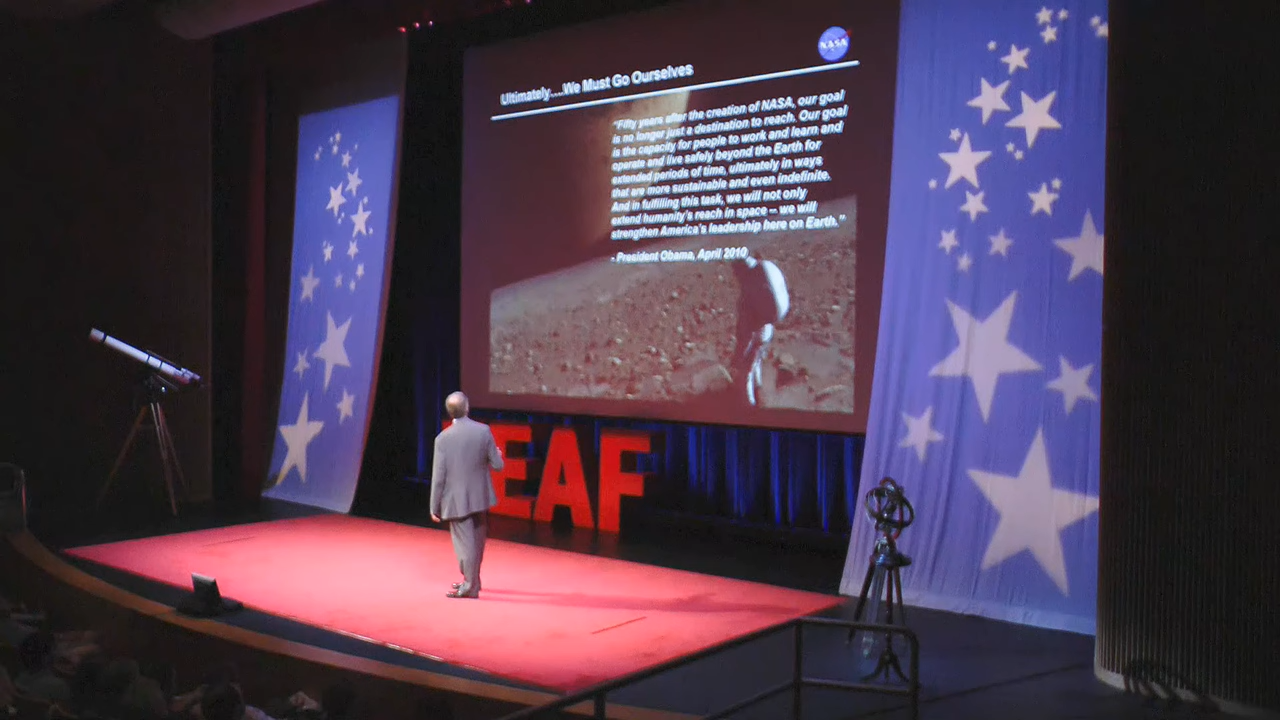 NASA
Ultimately....We Must Go Ourselves
"Fifty years after the creation of NASA, our goal
is no longer just a destination to reach. Our goal
is the capacity for people to work and learn and
operate and live safely beyond the Earth for
extended periods of time, ultimately in ways
that are more sustainable and even indefinite.
And in fulfilling this task, we will not only
extend humanity's reach in space – we will
strengthen America's leadership here on Earth."
- President Obama, April 2010
EAF